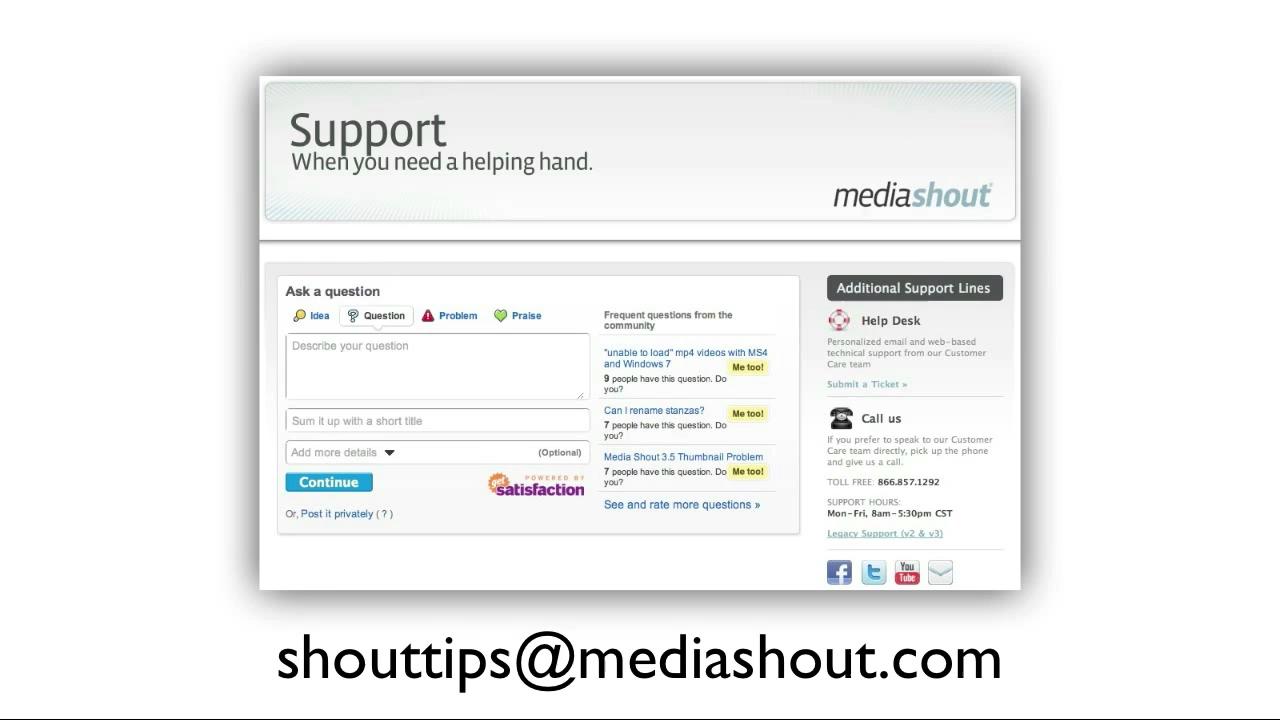 Support
When you need a helping hand.
mediashout
Ask a question
Idea
Question
Problem
Praise
Describe your question
Sum it up with a short title
Add more details
(Optional)
Continue
POWERED BY
get satisfaction
Or, Post it privately ( ? )
Frequent questions from the
community
"unable to load" mp4 videos with MS4
and Windows 7
Me too!
9 people have this question. Do
you?
Can I rename stanzas?
Me too!
7 people have this question. Do
you?
Media Shout 3.5 Thumbnail Problem
7 people have this question. Do
Me too!
you?
See and rate more questions »
Additional Support Lines
Help Desk
Personalized email and web-based
technical support from our Customer
Care team
Submit a Ticket »
Call us
If you prefer to speak to our Customer
Care team directly, pick up the phone
and give us a call.
TOLL FREE: 866.857.1292
SUPPORT HOURS:
Mon-Fri, 8am-5:30pm CST
Legacy Support (v2 & v3)
f
t
You
Tube
shouttips@mediashout.com